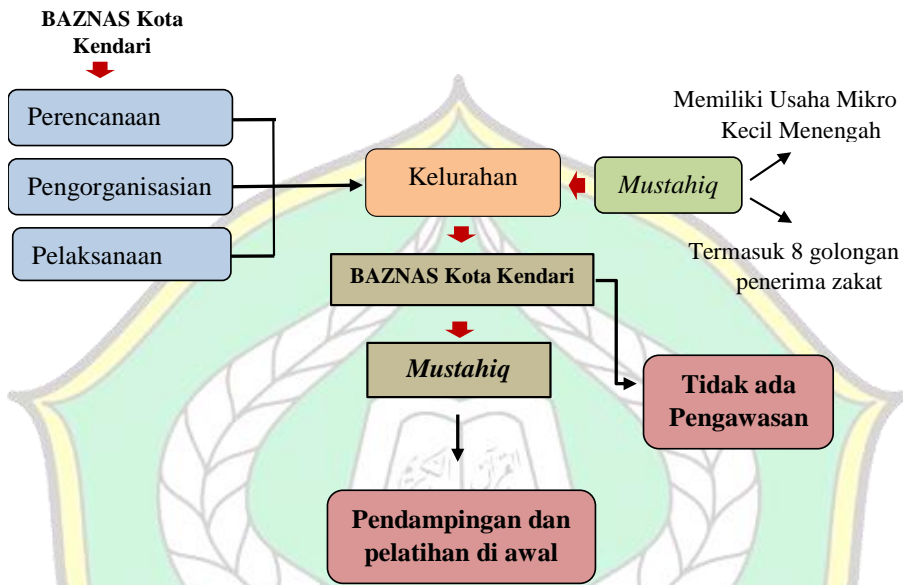 BAZNAS Kota
Kendari
Perencanaan
Pengorganisasian
Pelaksanaan
Kelurahan
Mustahiq
Memiliki Usaha Mikro
Kecil Menengah
Termasuk 8 golongan
penerima zakat
BAZNAS Kota Kendari
Mustahiq
Tidak ada
Pengawasan
Pendampingan dan
pelatihan di awal